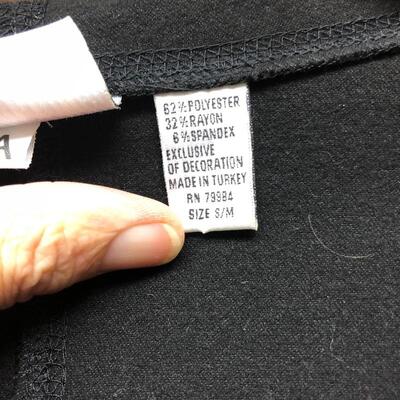 62%POLYESTER
32%RAYON
6%SPANDEX
EXCLUSIVE
OF DECORATION
MADE IN TURKEY
RN 79984
SIZE S/M
A